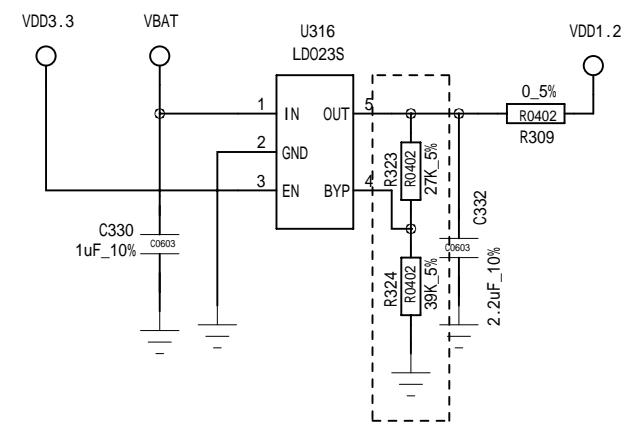 VDD3.3
VBAT
U316
LDO23S
VDD1.2
1
IN
OUT
5
0_5%
R0402
R309
2
GND
R323
R0402
27K_5%
3
EN
BYP
4
C332
C0603
2.2uF_10%
C330
1uF_10%
C0603
R324
R0402
39K_5%